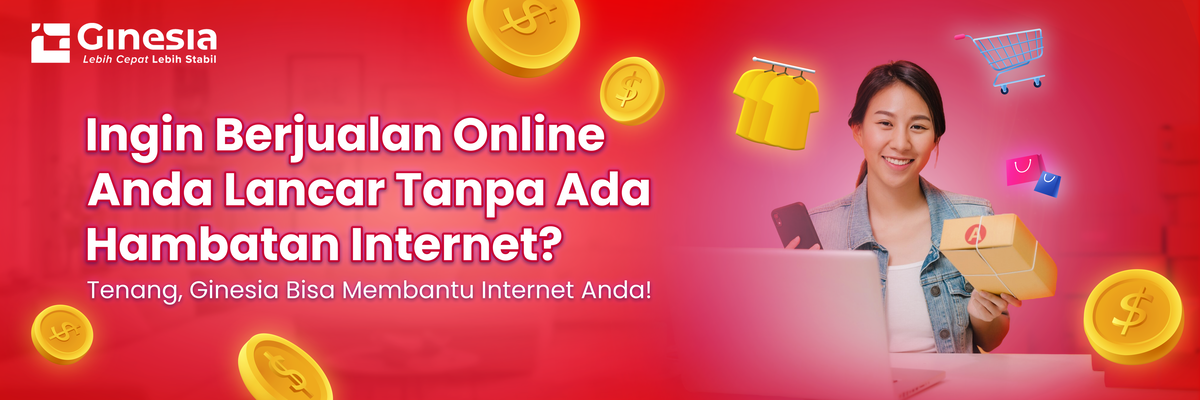 Ginesia
Lebih Cepat Lebih Stabil
Ingin Berjualan Online
Anda Lancar Tanpa Ada
Hambatan Internet?
Tenang, Ginesia Bisa Membantu Internet Anda!
A